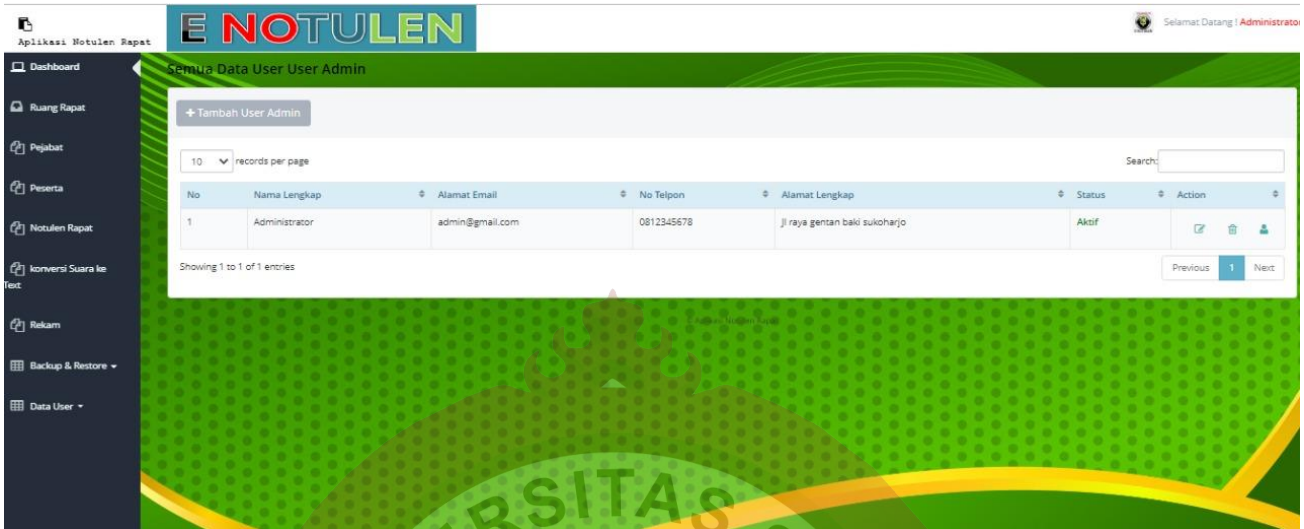 Aplikasi Notulen Rapat
E NOTULEN
Selamat Datang ! Administrator
Dashboard
Ruang Rapat
Pejabat
Peserta
Notulen Rapat
konversi Suara ke
Text
Rekam
Backup & Restore
Data User
Semua Data User User Admin
+ Tambah User Admin
10 records per page
Search:
No Nama Lengkap Alamat Email No Telpon Alamat Lengkap Status Action
1 Administrator admin@gmail.com 0812345678 Jl raya gentan baki sukoharjo Aktif
Showing 1 to 1 of 1 entries
Previous 1 Next
Aplikasi Notulen Rapat
RSITAS